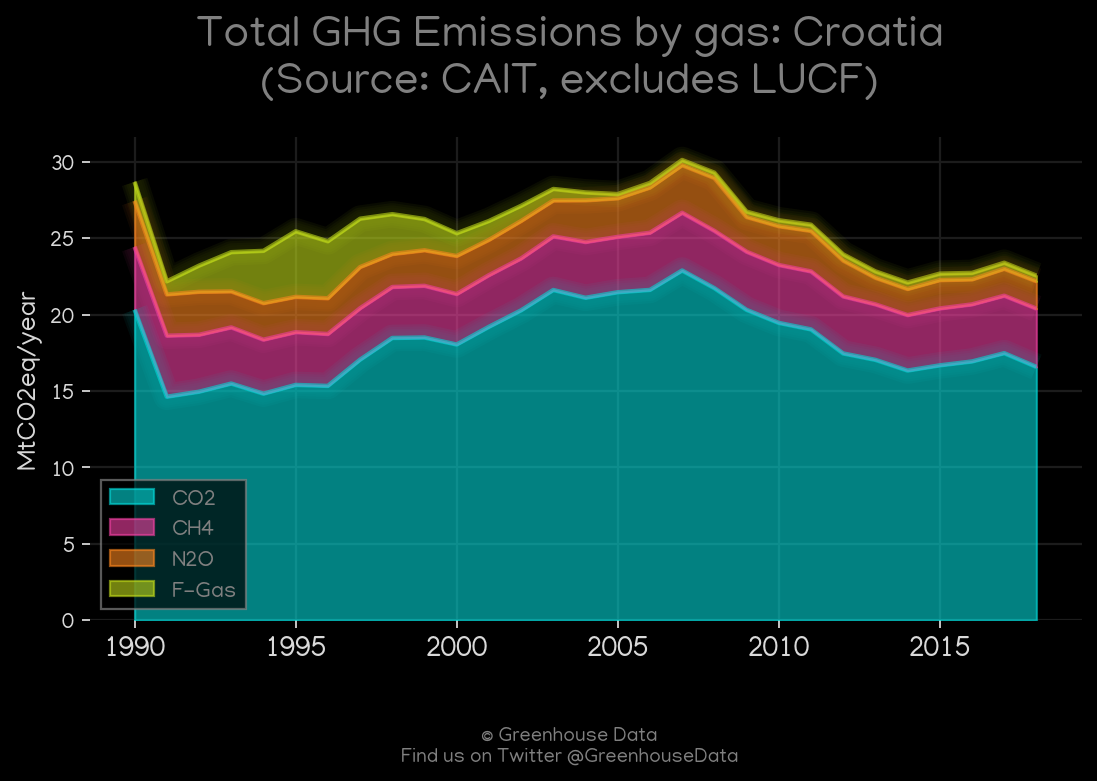 Total GHG Emissions by gas: Croatia
(Source: CAIT, excludes LUCF)
MtCO2eq/year
30
25
20
15
10
5
0
CO2
CH4
N2O
F-Gas
1990 1995 2000 2005 2010 2015
© Greenhouse Data
Find us on Twitter @GreenhouseData